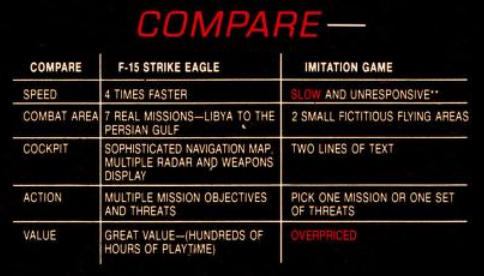 COMPARE—
COMPARE F-15 STRIKE EAGLE IMITATION GAME
SPEED 4 TIMES FASTER SLOW AND UNRESPONSIVE**
COMBAT AREA 7 REAL MISSIONS—LIBYA TO THE PERSIAN GULF 2 SMALL FICTITIOUS FLYING AREAS
COCKPIT SOPHISTICATED NAVIGATION MAP, MULTIPLE RADAR AND WEAPONS DISPLAY TWO LINES OF TEXT
ACTION MULTIPLE MISSION OBJECTIVES AND THREATS PICK ONE MISSION OR ONE SET OF THREATS
VALUE GREAT VALUE—(HUNDREDS OF HOURS OF PLAYTIME) OVERPRICED